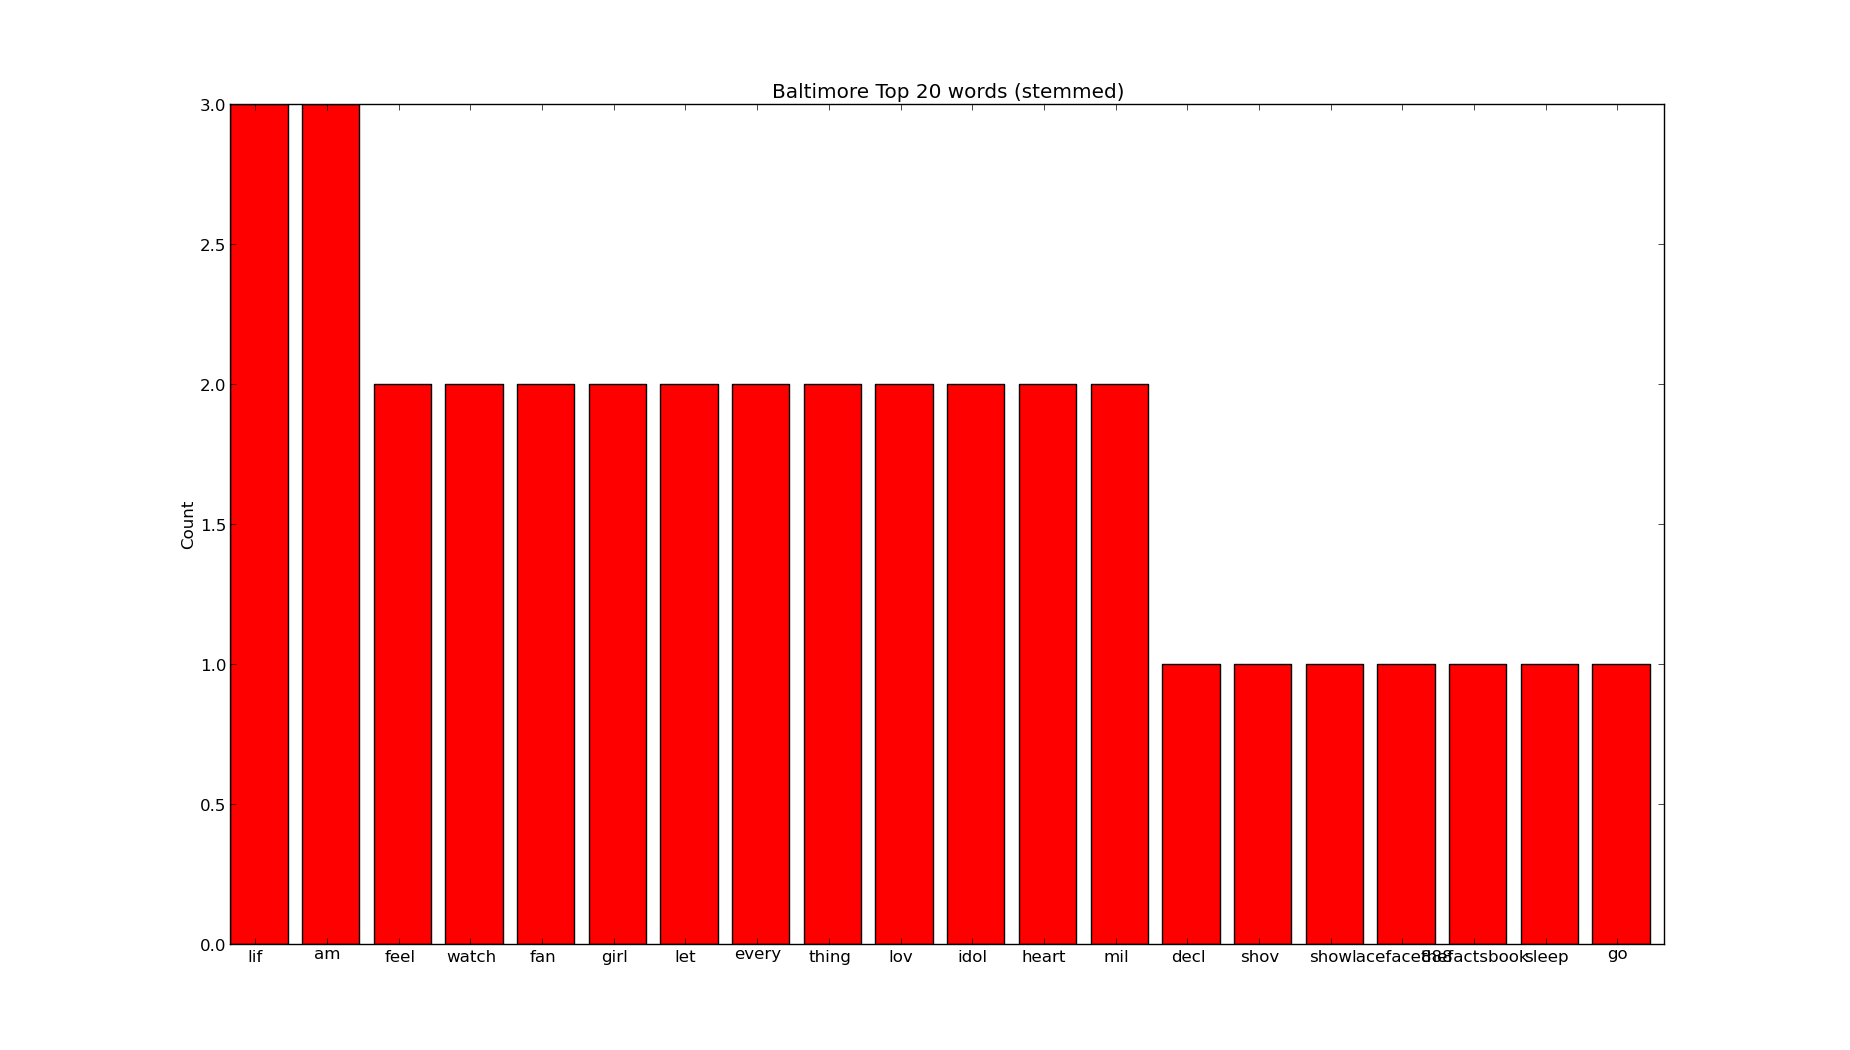 Baltimore Top 20 words (stemmed)
3.0
2.5
2.0
1.5
1.0
0.5
0.0
Count
lif am feel watch fan girl let every thing lov idol heart mil decl shov show sleep go